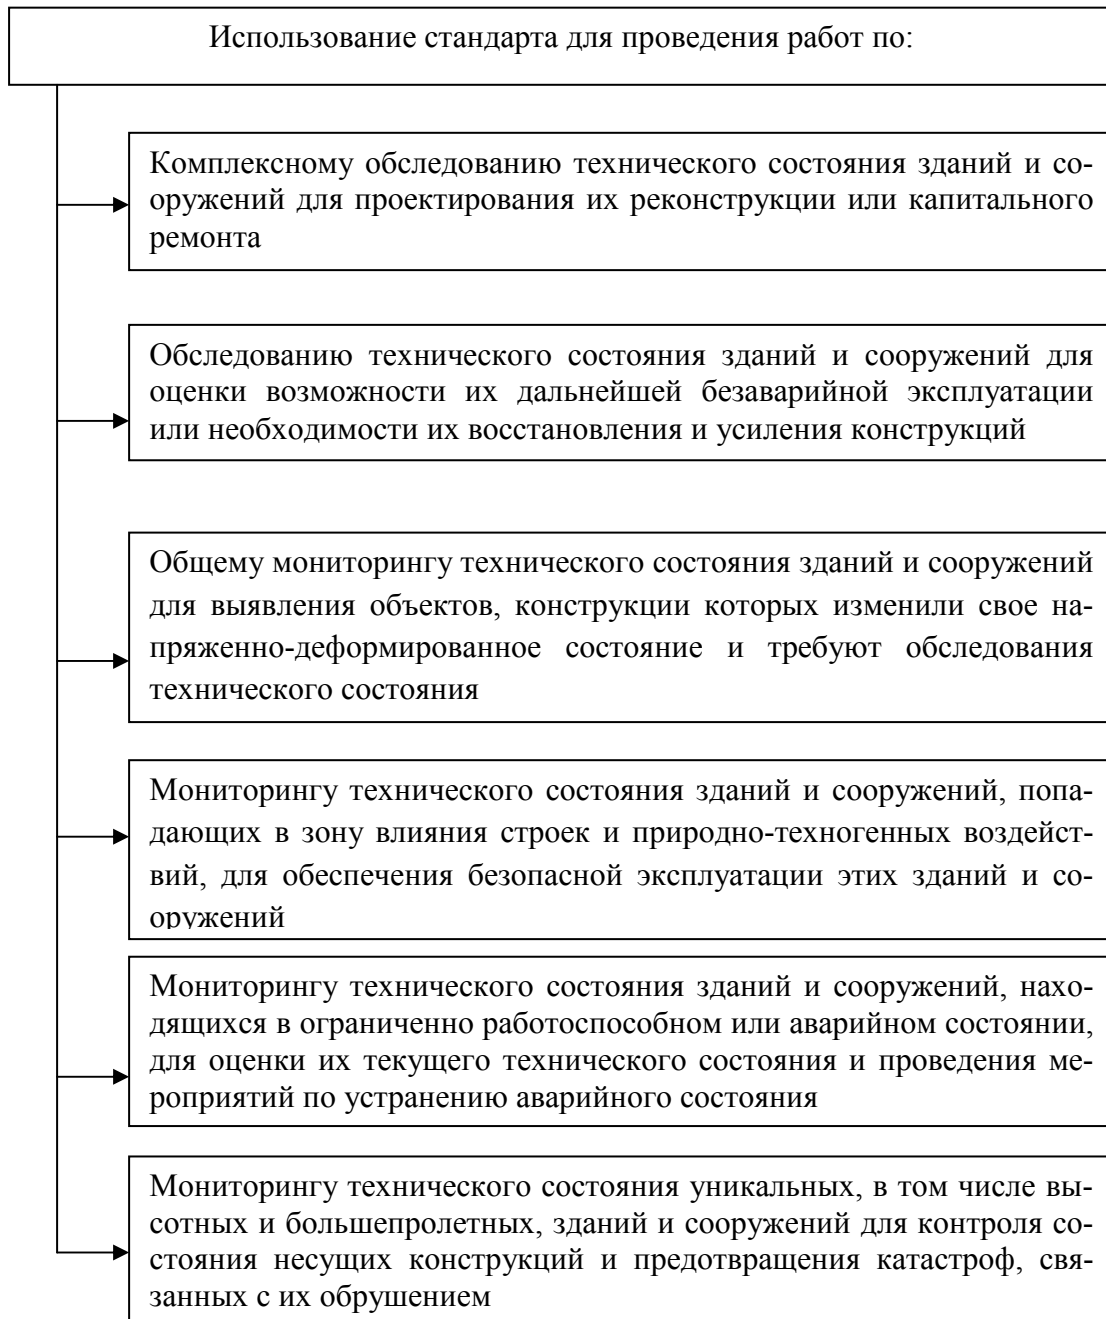 Использование стандарта для проведения работ по:
Комплексному обследованию технического состояния зданий и со-
оружений для проектирования их реконструкции или капитального
ремонта
Обследованию технического состояния зданий и сооружений для
оценки возможности их дальнейшей безаварийной эксплуатации
или необходимости их восстановления и усиления конструкций
Общему мониторингу технического состояния зданий и сооружений
для выявления объектов, конструкции которых изменили свое на-
пряженно-деформированное состояние и требуют обследования
технического состояния
Мониторингу технического состояния зданий и сооружений, попа-
дающих в зону влияния строек и природно-техногенных воздейст-
вий, для обеспечения безопасной эксплуатации этих зданий и со-
оружений
Мониторингу технического состояния зданий и сооружений, нахо-
дящихся в ограниченно работоспособном или аварийном состоянии,
для оценки их текущего технического состояния и проведения ме-
роприятий по устранению аварийного состояния
Мониторингу технического состояния уникальных, в том числе вы-
сотных и большепролетных, зданий и сооружений для контроля со-
стояния несущих конструкций и предотвращения катастроф, свя-
занных с их обрушением